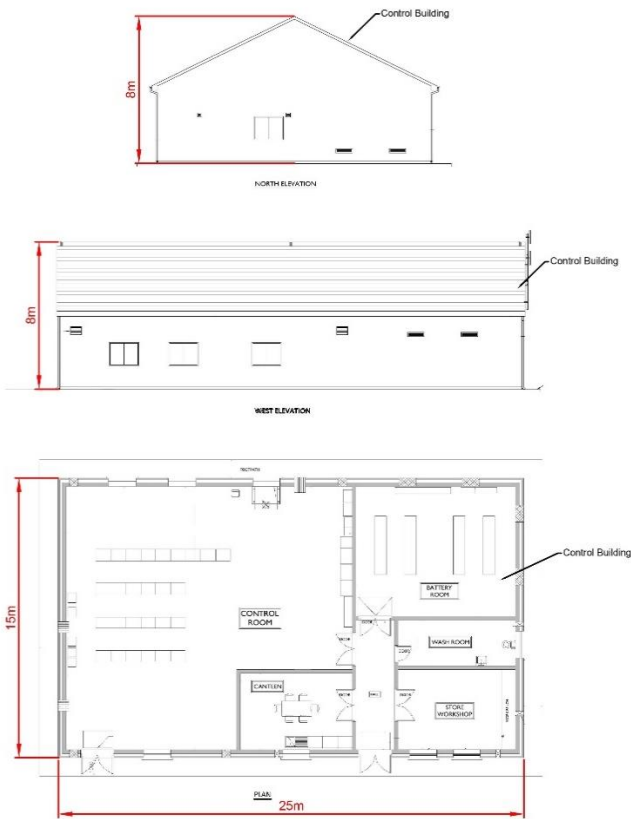 Control Building
8m
NORTH ELEVATION
Control Building
8m
WEST ELEVATION
15m
Control Building
BATTERY
ROOM
CONTROL
ROOM
WASH ROOM
CANTEEN
STORE
WORKSHOP
PLAN
25m